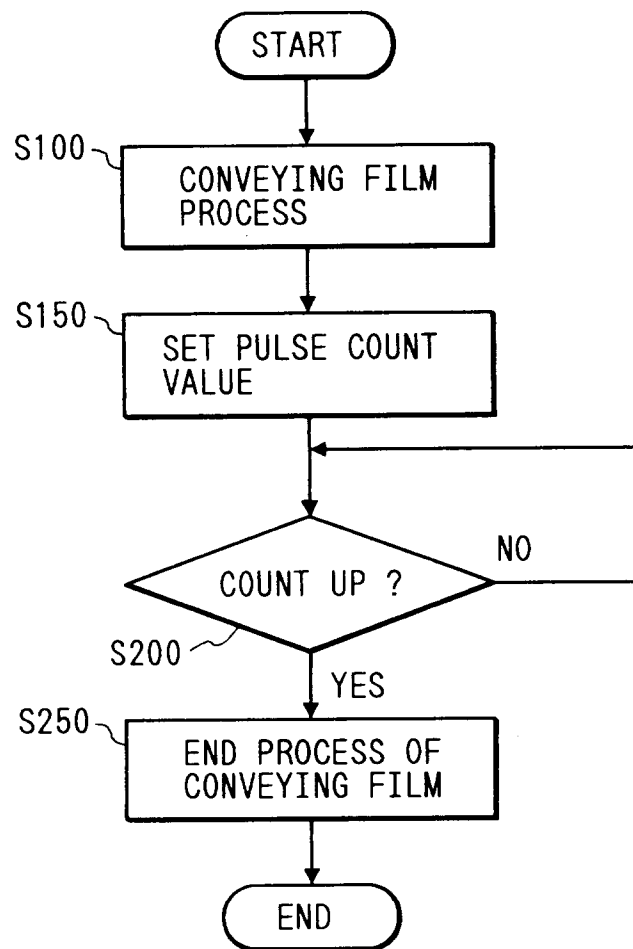 START
S100
CONVEYING FILM
PROCESS
S150
SET PULSE COUNT
VALUE
COUNT UP ?
NO
S200
YES
S250
END PROCESS OF
CONVEYING FILM
END